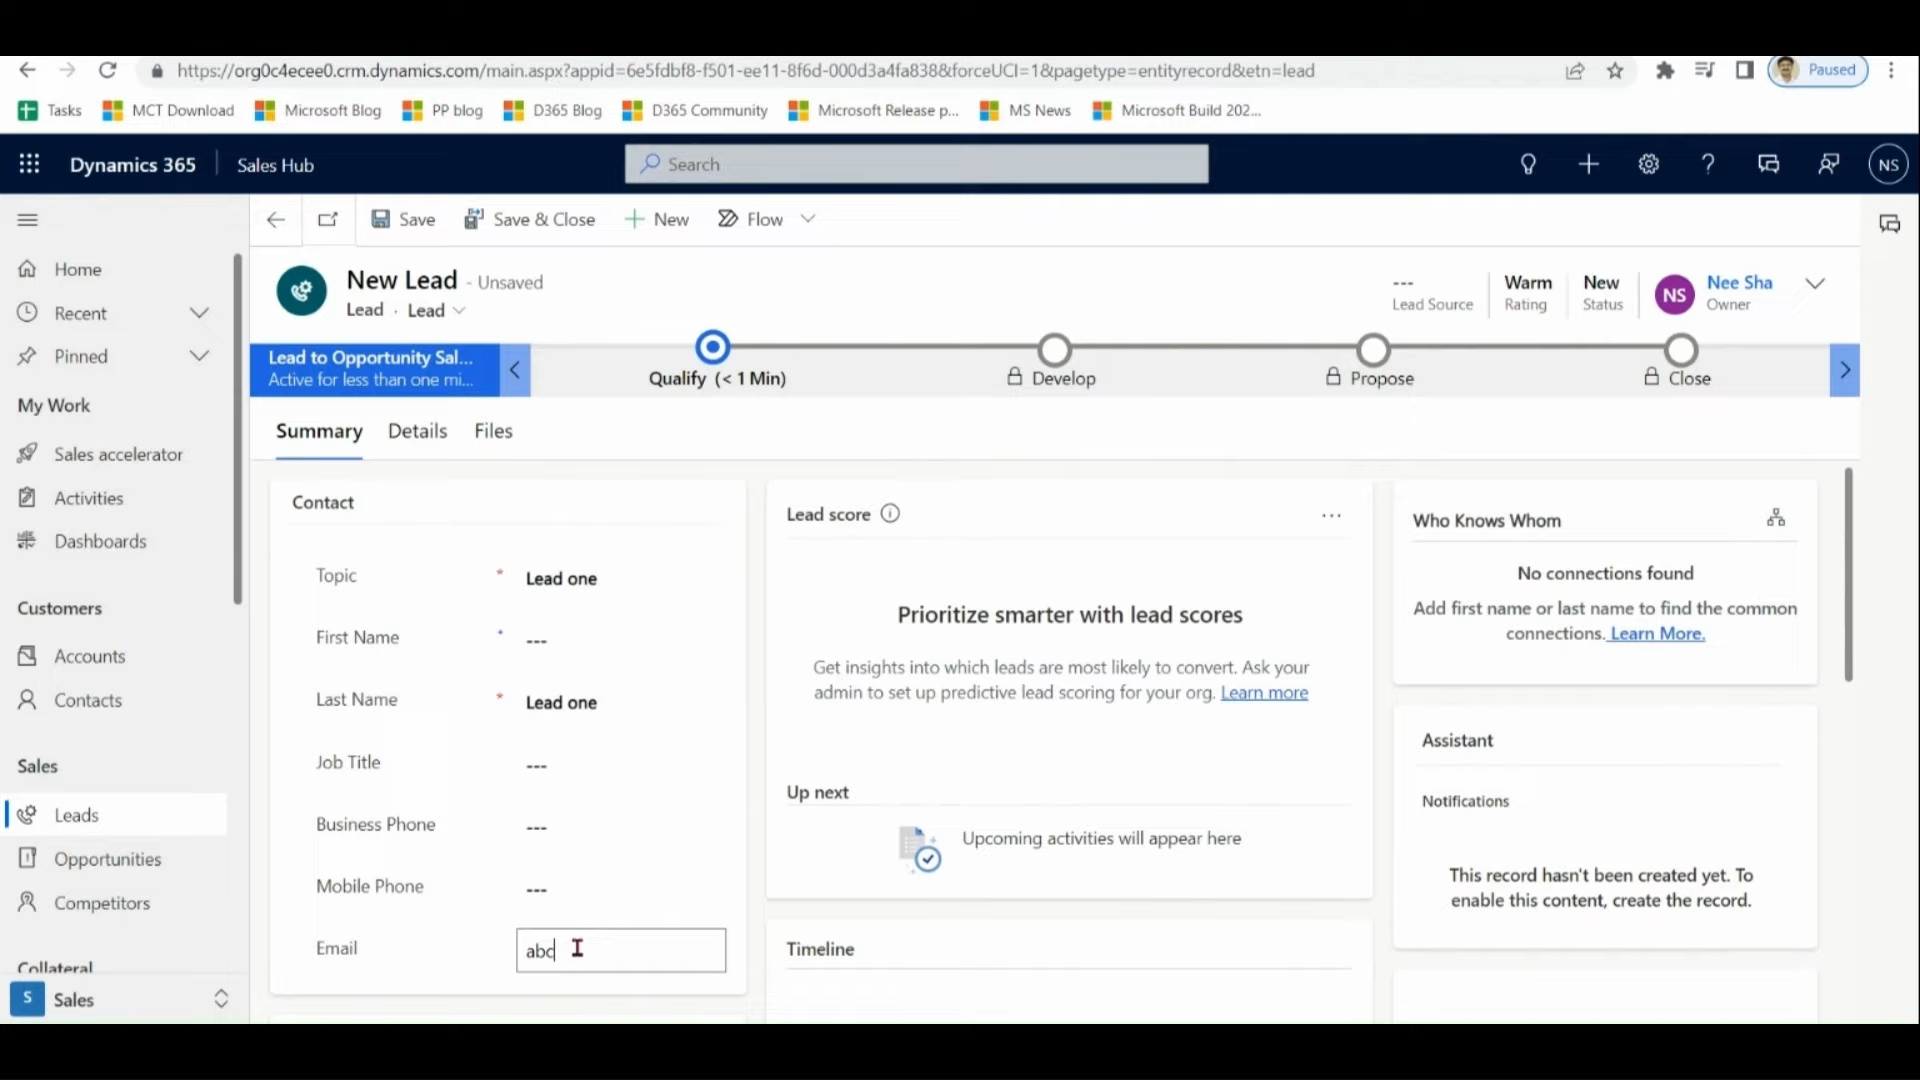 https://org0c4ecee0.crm.dynamics.com/main.aspx?appid=6e5fdbf8-f501-ee11-8f6d-000d3a4fa838&forceUCI=1&pagetype=entityrecord&etn=lead
Paused
Tasks MCT Download Microsoft Blog PP blog D365 Blog D365 Community Microsoft Release p... MS News Microsoft Build 202...
Dynamics 365 Sales Hub Search NS
Save Save & Close New Flow
Home
Recent
Pinned
My Work
Sales accelerator
Activities
Dashboards
Customers
Accounts
Contacts
Sales
Leads
Opportunities
Competitors
Collateral
S Sales
New Lead - Unsaved
Lead · Lead
---
Lead Source
Warm
Rating
New
Status
NS
Nee Sha
Owner
Lead to Opportunity Sal...
Active for less than one mi...
Qualify (< 1 Min)
Develop
Propose
Close
Summary Details Files
Contact
Topic * Lead one
First Name * ---
Last Name * Lead one
Job Title ---
Business Phone ---
Mobile Phone ---
Email abc
Lead score
Prioritize smarter with lead scores
Get insights into which leads are most likely to convert. Ask your
admin to set up predictive lead scoring for your org. Learn more
Up next
Upcoming activities will appear here
Timeline
Who Knows Whom
No connections found
Add first name or last name to find the common
connections. Learn More.
Assistant
Notifications
This record hasn't been created yet. To
enable this content, create the record.